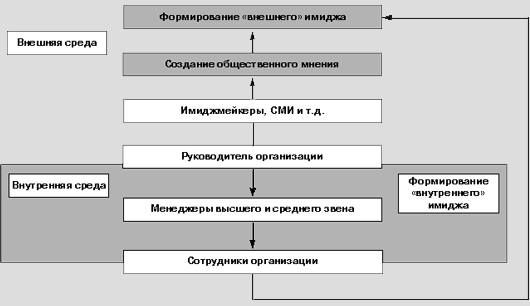 Формирование «внешнего» имиджа
Внешняя среда
Создание общественного мнения
Имиджмейкеры, СМИ и т.д.
Руководитель организации
Внутренняя среда
Формирование
«внутреннего»
имиджа
Менеджеры высшего и среднего звена
Сотрудники организации